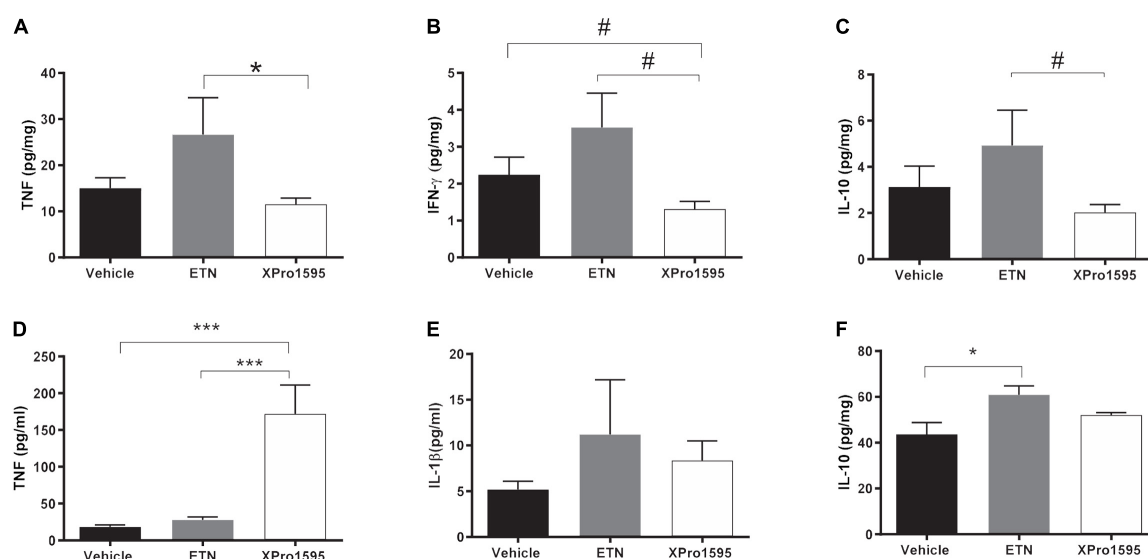 A
TNF (pg/mg)
40
30
20
10
0
*
Vehicle ETN XPro1595
B
IFN-γ (pg/mg)
5
4
3
2
1
0
#
#
Vehicle ETN XPro1595
C
IL-10 (pg/mg)
8
6
4
2
0
#
Vehicle ETN XPro1595
D
TNF (pg/ml)
250
200
150
100
50
0
***
***
Vehicle ETN XPro1595
E
IL-1β(pg/ml)
20
15
10
5
0
Vehicle ETN XPro1595
F
IL-10 (pg/mg)
80
60
40
20
0
*
Vehicle ETN XPro1595